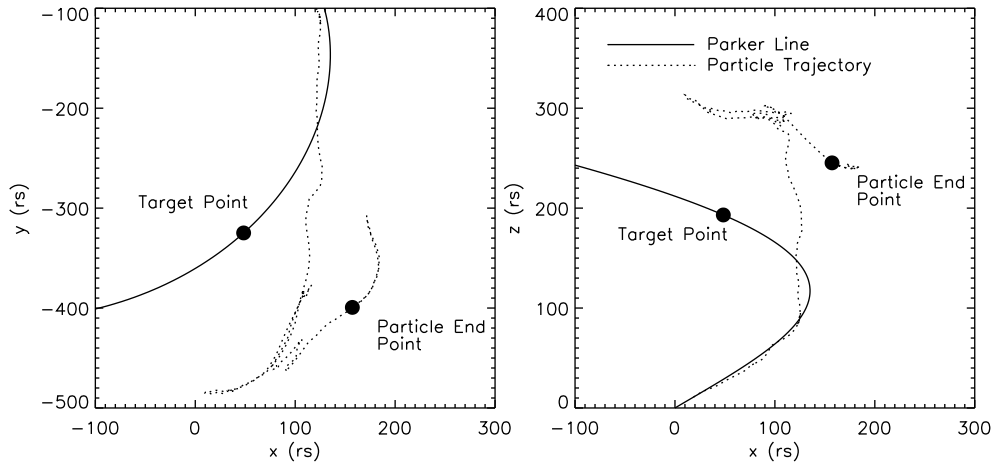 -100
-200
-300
-400
-500
y (rs)
Target Point
Particle End
Point
-100 0 100 200 300
x (rs)
400
300
200
100
0
z (rs)
Parker Line
Particle Trajectory
Particle End
Point
Target Point
-100 0 100 200 300
x (rs)